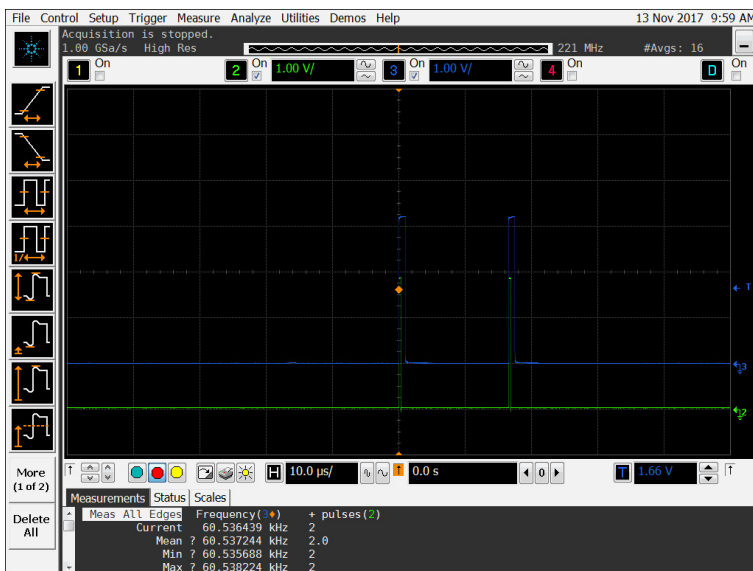 File Control Setup Trigger Measure Analyze Utilities Demos Help 13 Nov 2017 9:59 AM
Acquisition is stopped.
1.00 GSa/s High Res 221 MHz #Avgs: 16
1 On 2 On 1.00 V/ 3 On 1.00 V/ 4 On D On
T
3
2
1/
More
(1 of 2)
Delete
All
H 10.0 µs/ T 0.0 s 0 T 1.66 V
Measurements Status Scales
Meas All Edges Frequency(3) + pulses(2)
Current 60.536439 kHz 2
Mean ? 60.537244 kHz 2.0
Min ? 60.535688 kHz 2
Max ? 60.538224 kHz 2